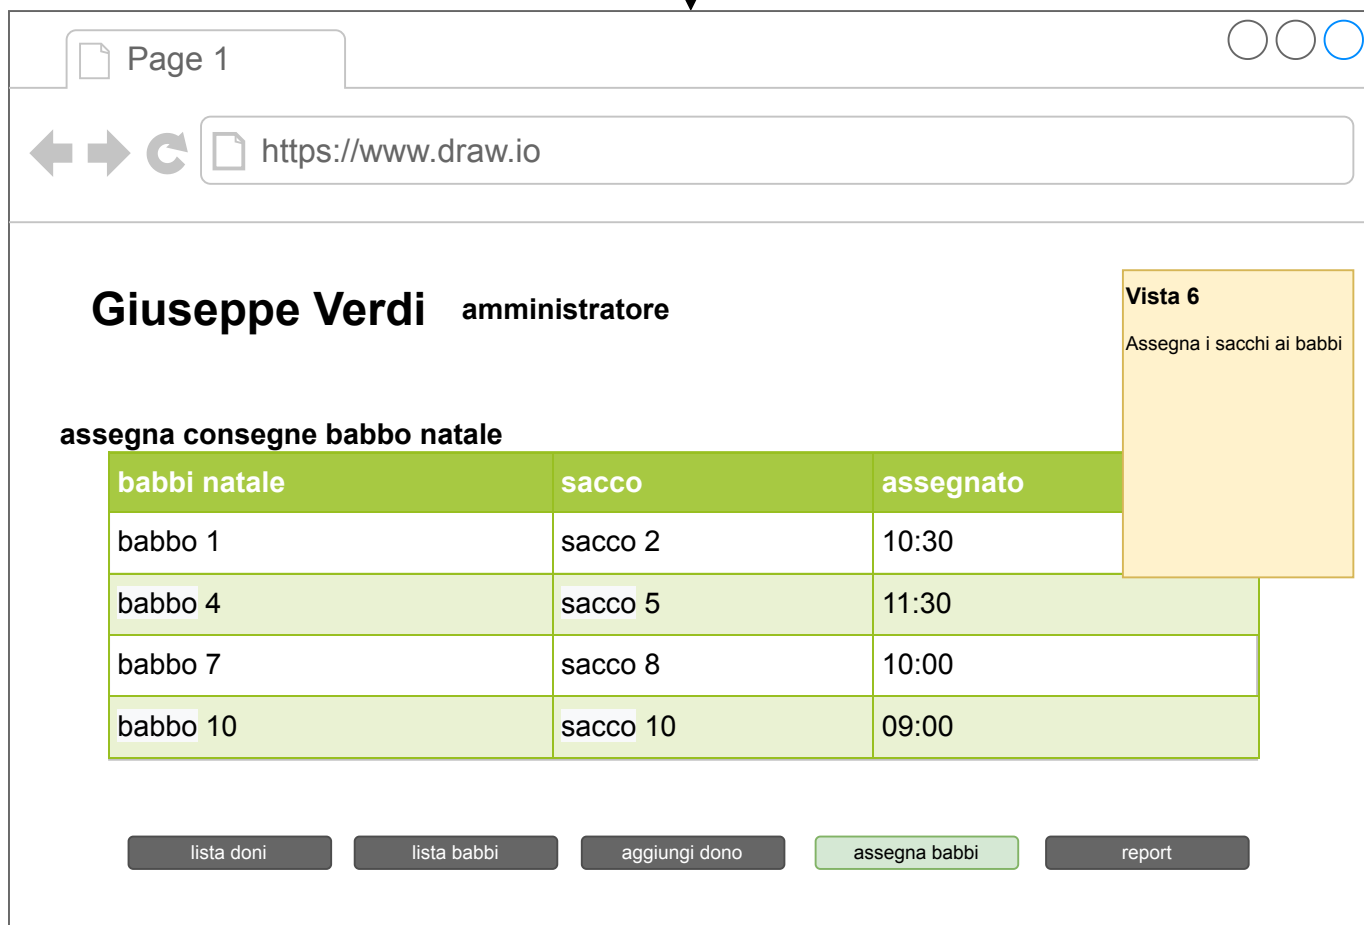 Page 1
https://www.draw.io
Giuseppe Verdi amministratore
Vista 6
Assegna i sacchi ai babbi
assegna consegne babbo natale
babbi natale sacco assegnato
babbo 1 sacco 2 10:30
babbo 4 sacco 5 11:30
babbo 7 sacco 8 10:00
babbo 10 sacco 10 09:00
lista doni lista babbi aggiungi dono assegna babbi report